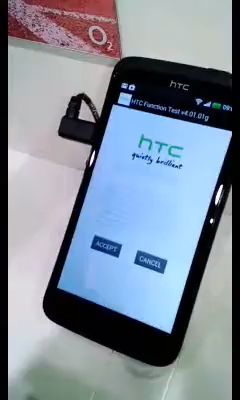 O2
hTC
HTC Function Test v4.01.01g
hTC
quietly brilliant
ACCEPT
CANCEL